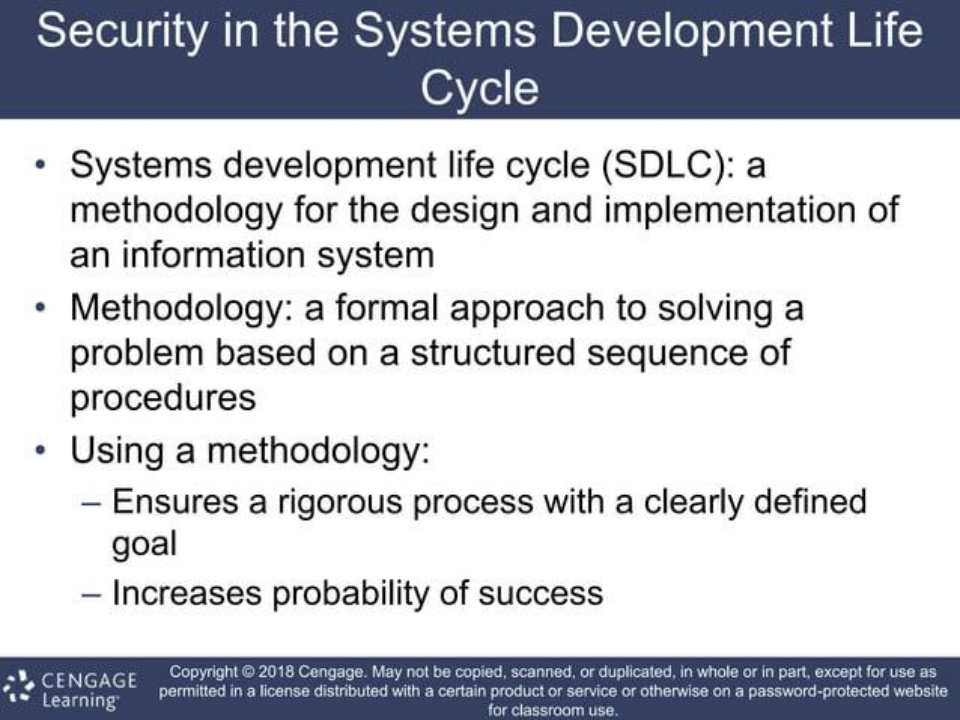 Security in the Systems Development Life
Cycle
• Systems development life cycle (SDLC): a
methodology for the design and implementation of
an information system
• Methodology: a formal approach to solving a
problem based on a structured sequence of
procedures
• Using a methodology:
– Ensures a rigorous process with a clearly defined
goal
– Increases probability of success
CENGAGE
Learning™
Copyright © 2018 Cengage. May not be copied, scanned, or duplicated, in whole or in part, except for use as
permitted in a license distributed with a certain product or service or otherwise on a password-protected website
for classroom use.